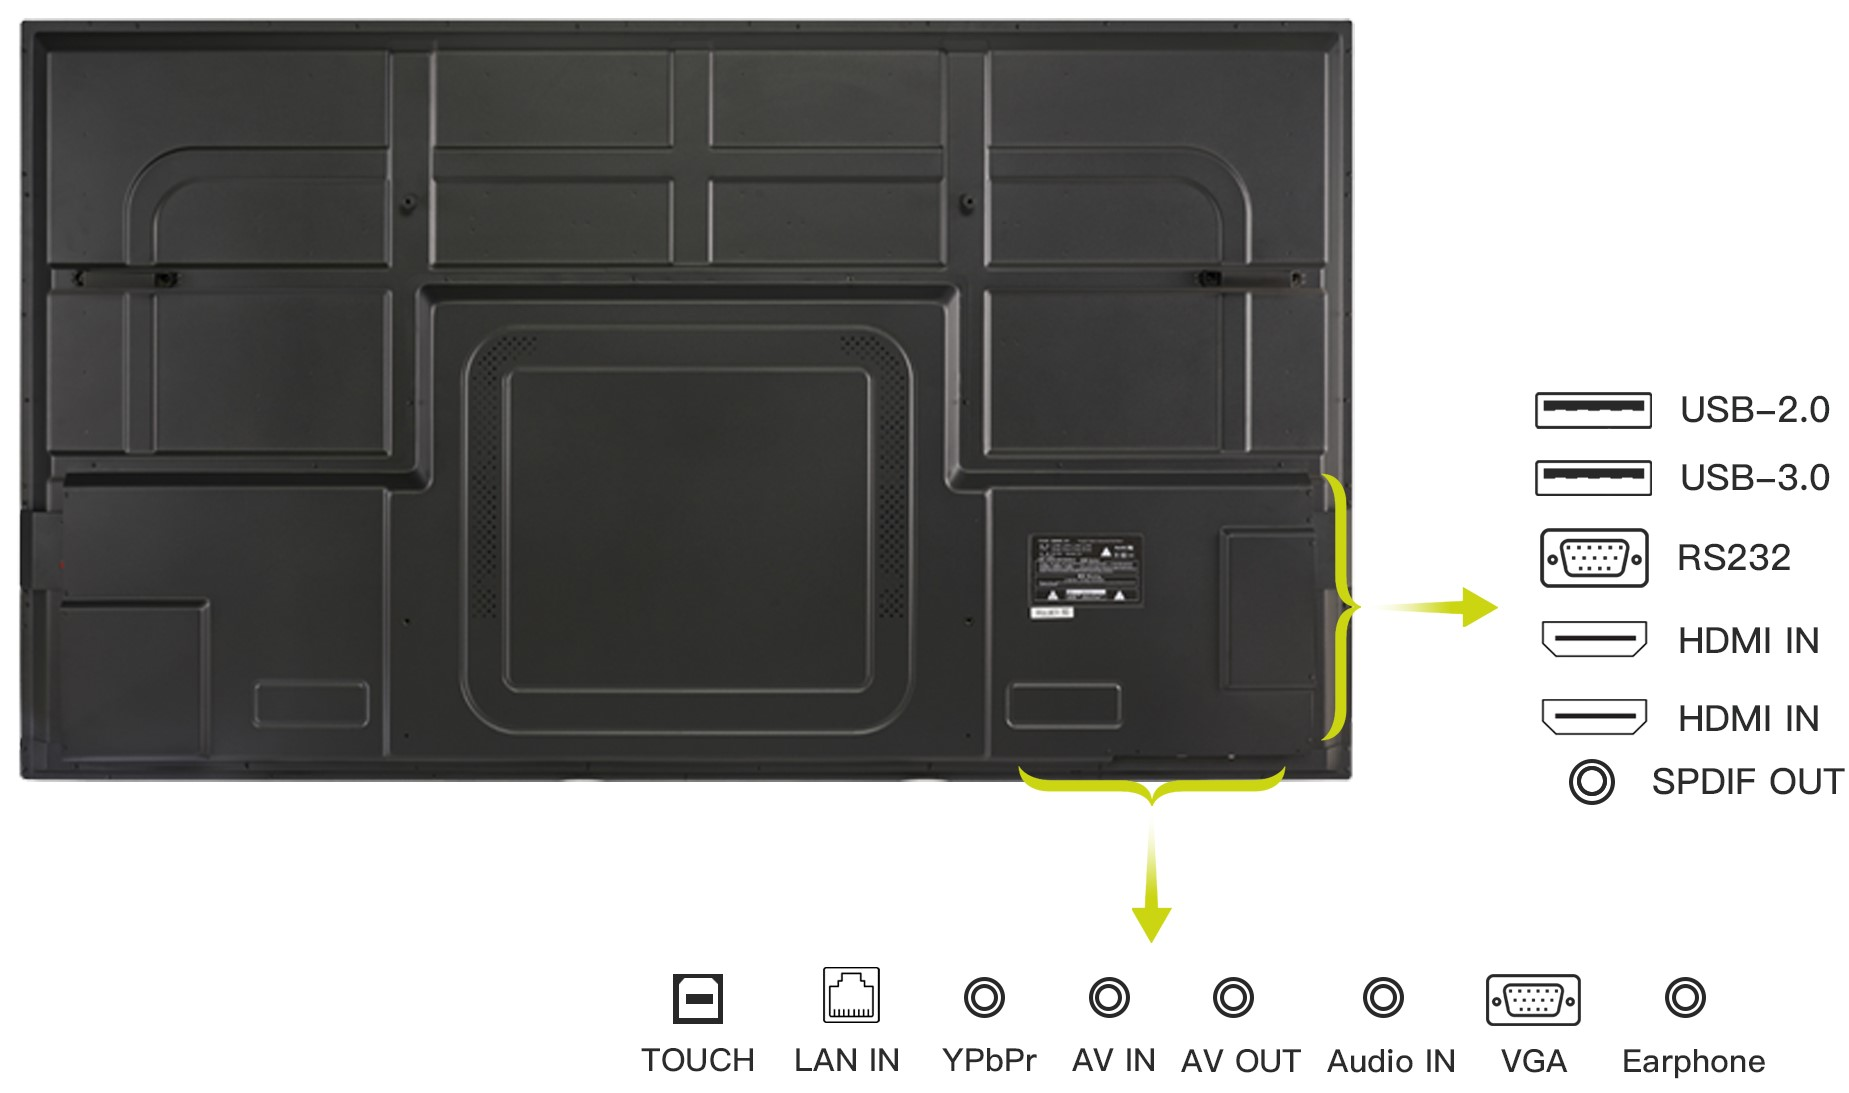 USB-2.0
USB-3.0
RS232
HDMI IN
HDMI IN
SPDIF OUT
TOUCH LAN IN YPbPr AV IN AV OUT Audio IN VGA Earphone